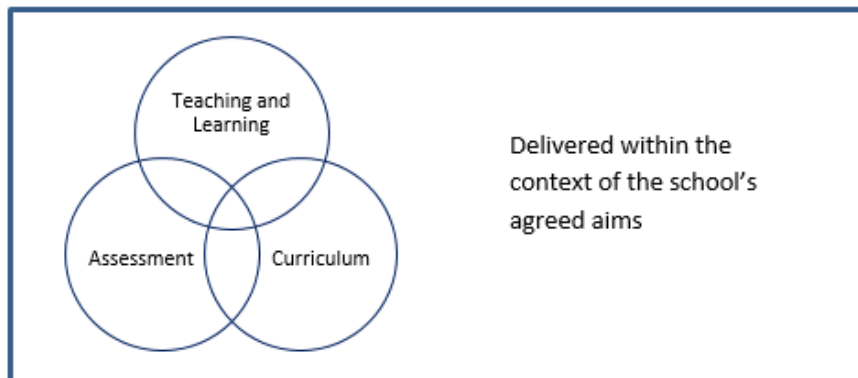 Teaching and
Learning
Assessment
Curriculum
Delivered within the
context of the school’s
agreed aims